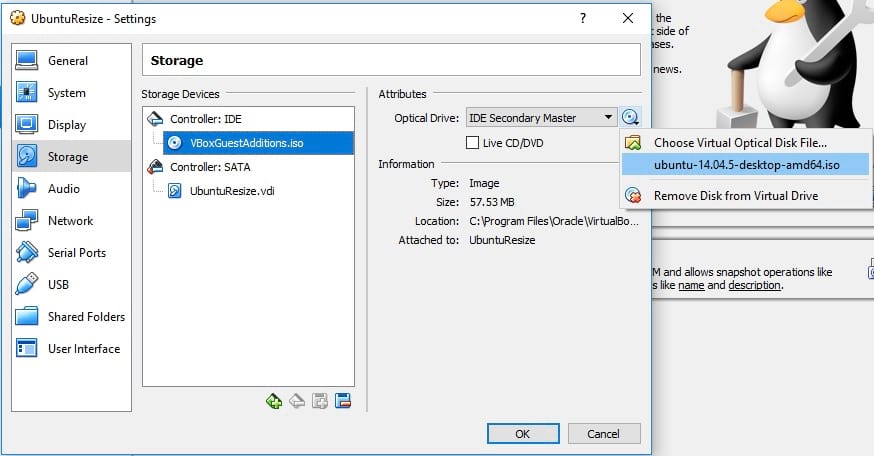 UbuntuResize - Settings
?
General
System
Display
Storage
Audio
Network
Serial Ports
USB
Shared Folders
User Interface
Storage
Storage Devices
Controller: IDE
VBoxGuestAdditions.iso
Controller: SATA
UbuntuResize.vdi
Attributes
Optical Drive: IDE Secondary Master
Live CD/DVD
Information
Type: Image
Size: 57.53 MB
Location: C:\Program Files\Oracle\VirtualBo...
Attached to: UbuntuResize
Choose Virtual Optical Disk File...
ubuntu-14.04.5-desktop-amd64.iso
Remove Disk from Virtual Drive
OK
Cancel
the
t side of
ases.
news.
M and allows snapshot operations like
s like name and description.